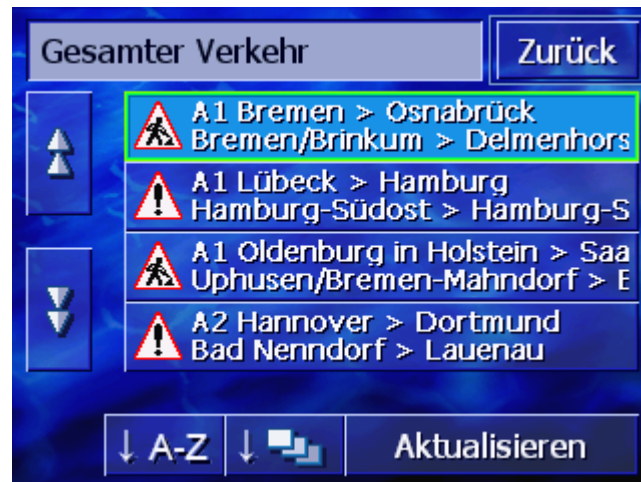 Gesamter Verkehr
Zurück
A1 Bremen > Osnabrück
Bremen/Brinkum > Delmenhors
A1 Lübeck > Hamburg
Hamburg-Südost > Hamburg-S
A1 Oldenburg in Holstein > Saa
Uphusen/Bremen-Mahndorf > B
A2 Hannover > Dortmund
Bad Nenndorf > Lauenau
↓ A-Z
↓
Aktualisieren